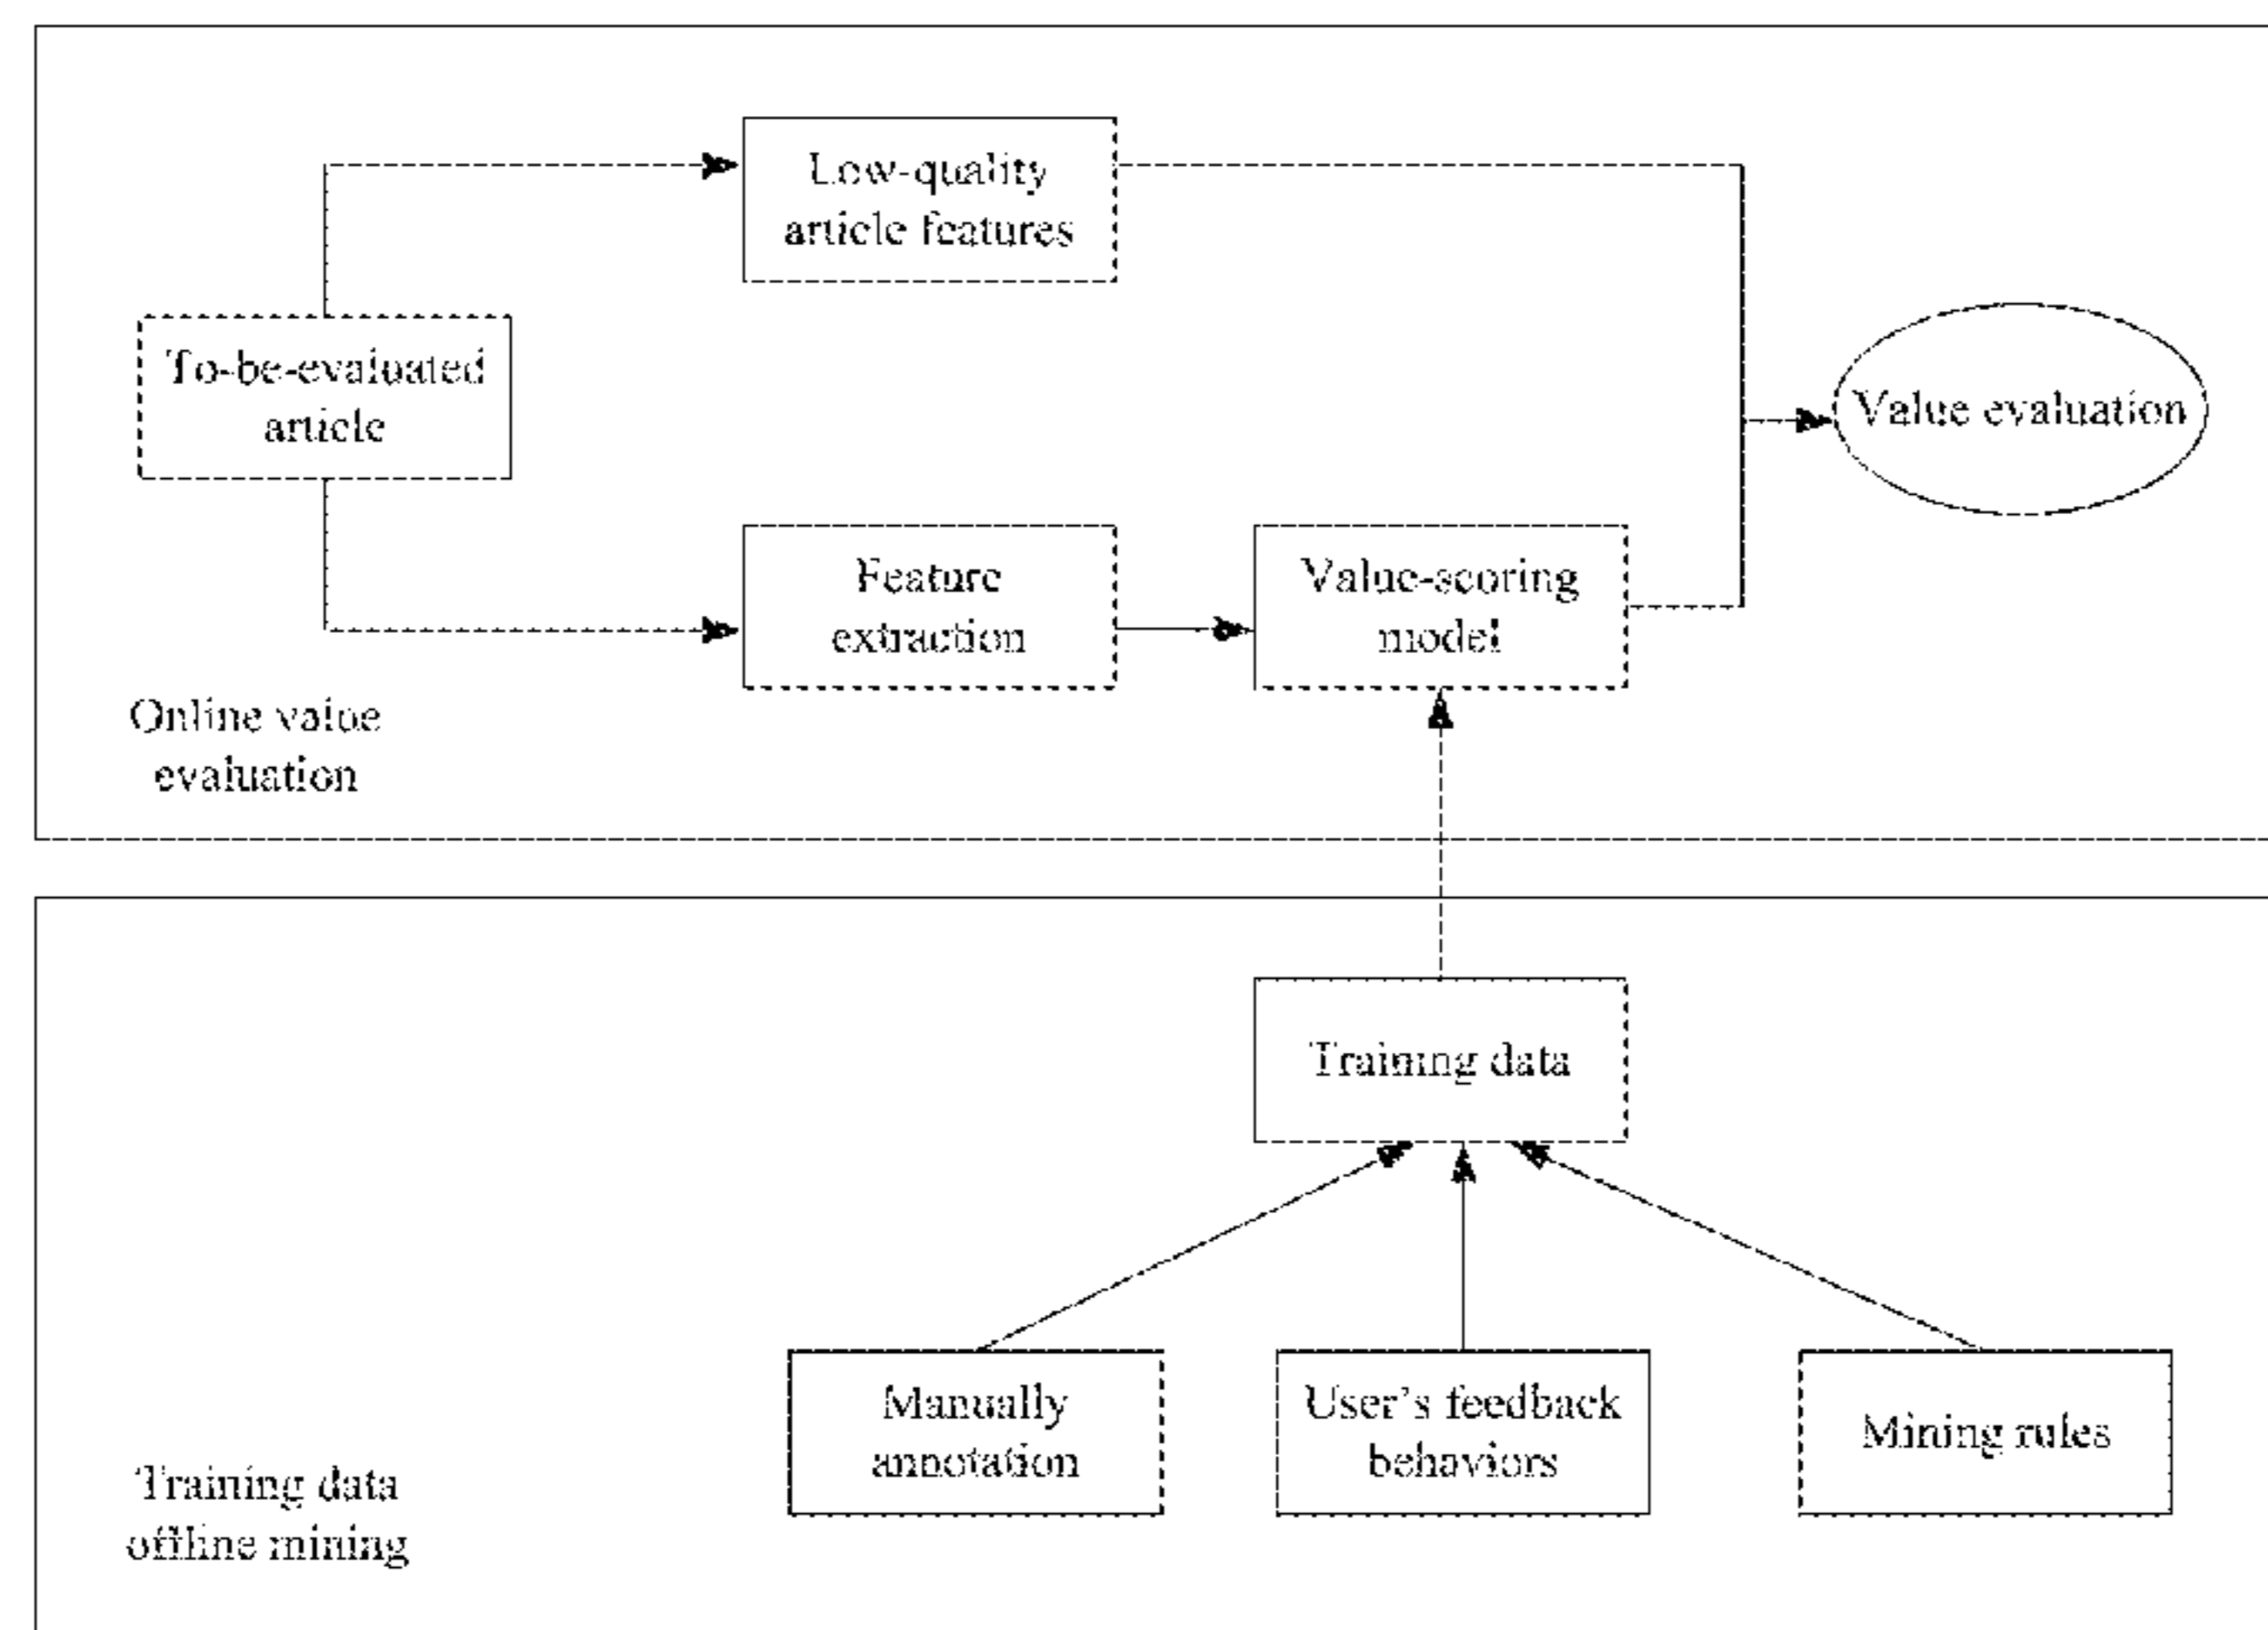 Low-quality
article features
To-be-evaluated
article
Value evaluation
Feature
extraction
Value-scoring
model
Online value
evaluation
Training data
Manually
annotation
User's feedback
behaviors
Mining rules
Training data
offline mining